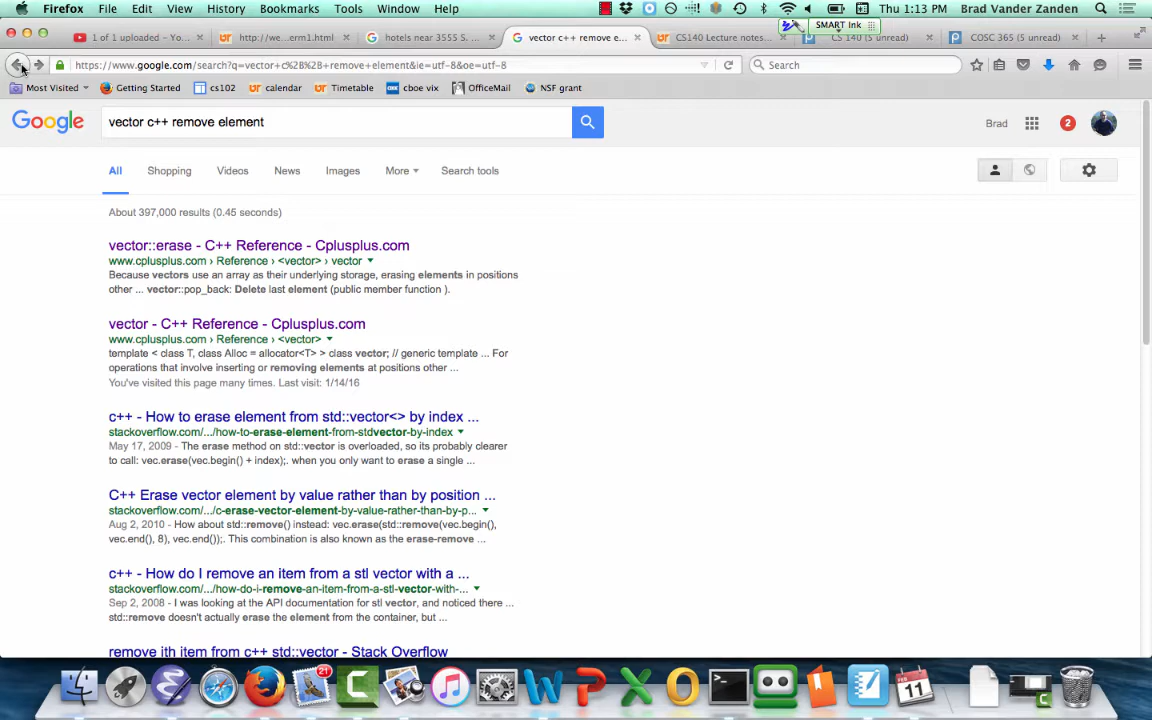 Firefox File Edit View History Bookmarks Tools Window Help Thu 1:13 PM Brad Vander Zanden
SMART Ink
1 of 1 uploaded - Yo... http://we...erm1.html hotels near 3555 S. ... vector c++ remove e... CS140 Lecture notes... CS 140 (5 unread) COSC 365 (5 unread)
https://www.google.com/search?q=vector+c%2B%2B+remove+element&ie=utf-8&oe=utf-8 Search
Most Visited Getting Started cs102 calendar Timetable cboe vix OfficeMail NSF grant
Google vector c++ remove element Brad 2
All Shopping Videos News Images More Search tools
About 397,000 results (0.45 seconds)
vector::erase - C++ Reference - Cplusplus.com
www.cplusplus.com › Reference › <vector> › vector
Because vectors use an array as their underlying storage, erasing elements in positions
other ... vector::pop_back: Delete last element (public member function ).
vector - C++ Reference - Cplusplus.com
www.cplusplus.com › Reference › <vector>
template < class T, class Alloc = allocator<T> > class vector; // generic template ... For
operations that involve inserting or removing elements at positions other ...
You've visited this page many times. Last visit: 1/14/16
c++ - How to erase element from std::vector<> by index ...
stackoverflow.com/.../how-to-erase-element-from-stdvector-by-index
May 17, 2009 - The erase method on std::vector is overloaded, so its probably clearer
to call: vec.erase(vec.begin() + index);. when you only want to erase a single ...
C++ Erase vector element by value rather than by position ...
stackoverflow.com/.../c-erase-vector-element-by-value-rather-than-by-p...
Aug 2, 2010 - How about std::remove() instead: vec.erase(std::remove(vec.begin(),
vec.end(), 8), vec.end());. This combination is also known as the erase-remove ...
c++ - How do I remove an item from a stl vector with a ...
stackoverflow.com/.../how-do-i-remove-an-item-from-a-stl-vector-with-...
Sep 2, 2008 - I was looking at the API documentation for stl vector, and noticed there ...
std::remove doesn't actually erase the element from the container, but ...
remove ith item from c++ std::vector - Stack Overflow
21
FEB
11